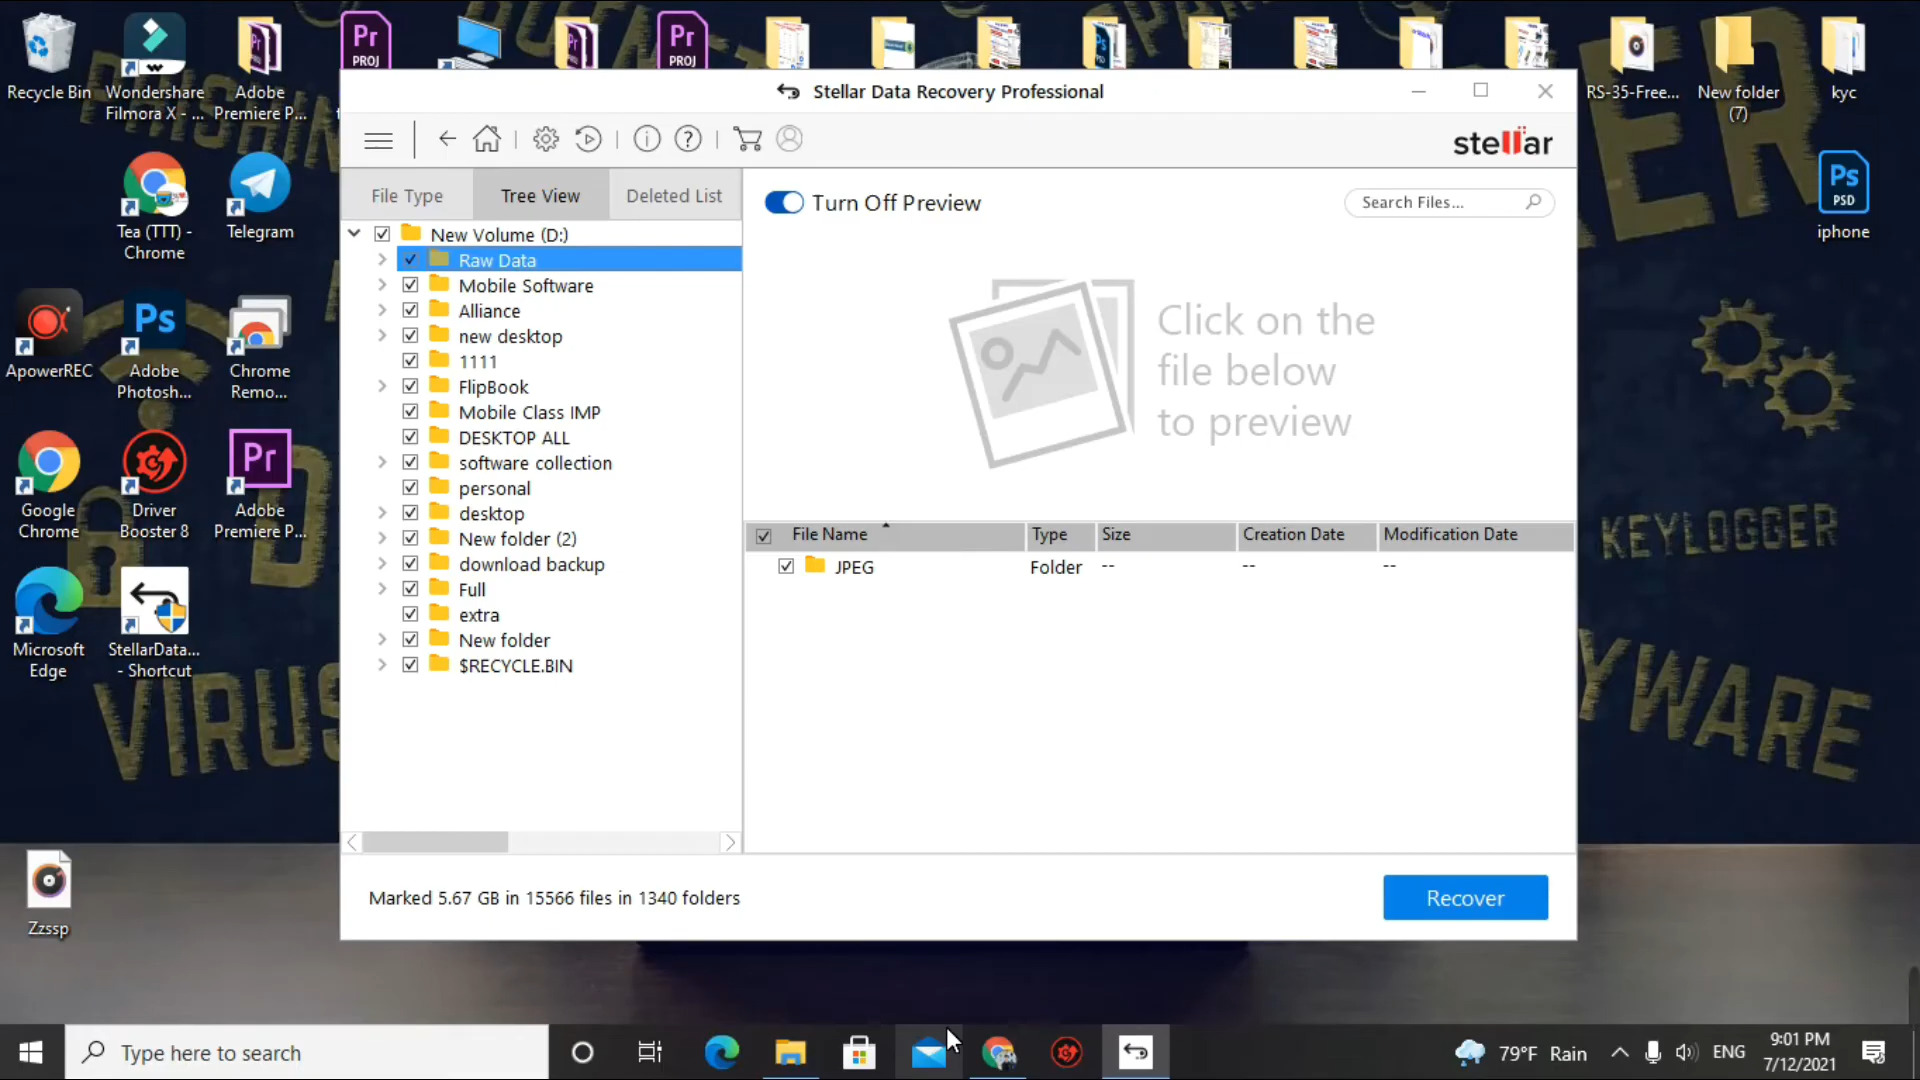 Recycle Bin
Wondershare
Filmora X - ...
Adobe
Premiere P...
Pr
PROJ
Pr
PROJ
RS-35-Free...
New folder
(7)
kyc
Stellar Data Recovery Professional
stellar
File Type
Tree View
Deleted List
Turn Off Preview
Search Files...
New Volume (D:)
Raw Data
Mobile Software
Alliance
new desktop
1111
FlipBook
Mobile Class IMP
DESKTOP ALL
software collection
personal
desktop
New folder (2)
download backup
Full
extra
New folder
$RECYCLE.BIN
Click on the
file below
to preview
File Name
Type
Size
Creation Date
Modification Date
JPEG
Folder
--
--
--
Marked 5.67 GB in 15566 files in 1340 folders
Recover
Tea (TTT) -
Chrome
Telegram
Ps
PSD
iphone
ApowerREC
Ps
Adobe
Photosh...
Chrome
Remo...
Google
Chrome
Driver
Booster 8
Pr
Adobe
Premiere P...
Microsoft
Edge
StellarData...
- Shortcut
Zzssp
KEYLOGGER
VIRUS
Type here to search
79°F Rain
ENG
9:01 PM
7/12/2021